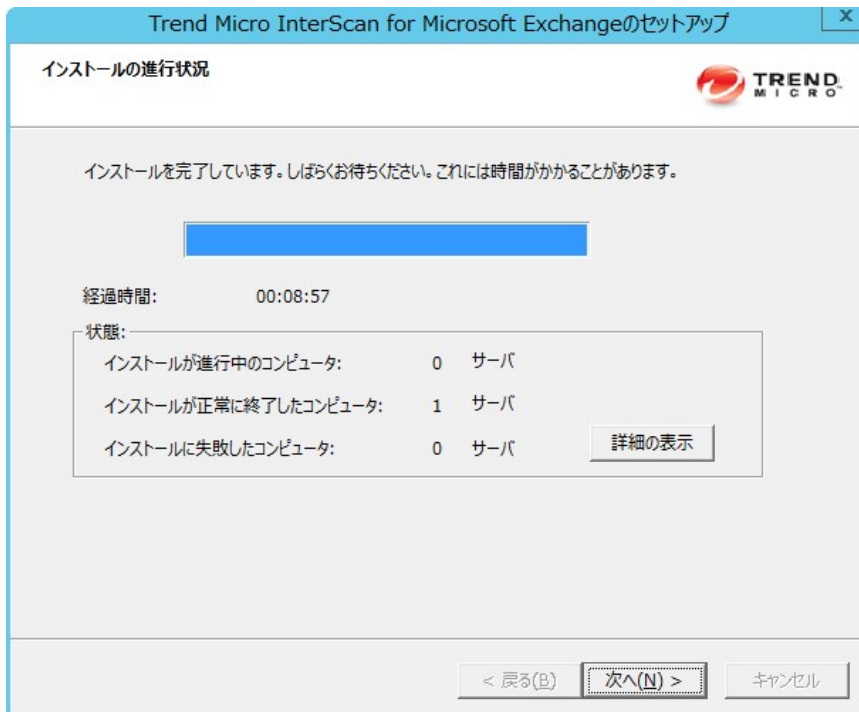 Trend Micro InterScan for Microsoft Exchangeのセットアップ
x
インストールの進行状況
TREND
MICRO
インストールを完了しています。しばらくお待ちください。これには時間がかかることがあります。
経過時間: 00:08:57
状態:
インストールが進行中のコンピュータ: 0 サーバ
インストールが正常に終了したコンピュータ: 1 サーバ
インストールに失敗したコンピュータ: 0 サーバ 詳細の表示
< 戻る(B) 次へ(N) > キャンセル